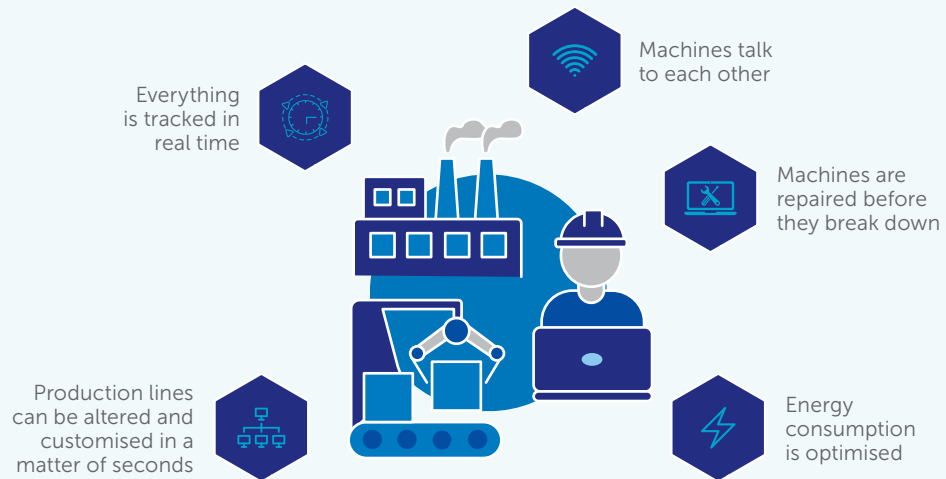 Machines talk
to each other
Everything
is tracked in
real time
Machines are
repaired before
they break down
Production lines
can be altered and
customised in a
matter of seconds
Energy
consumption
is optimised